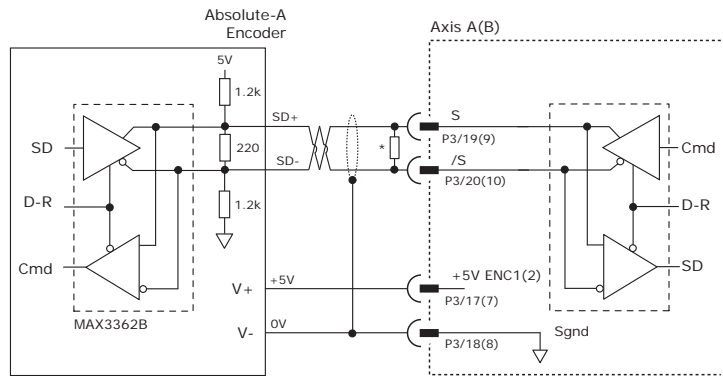 Absolute-A
Encoder
Axis A(B)
5V
1.2k
SD+
S
SD
220
*
P3/19(9)
Cmd
SD-
/S
D-R
1.2k
P3/20(10)
D-R
Cmd
SD
V+
+5V
+5V ENC1(2)
P3/17(7)
MAX3362B
V-
0V
Sgnd
P3/18(8)